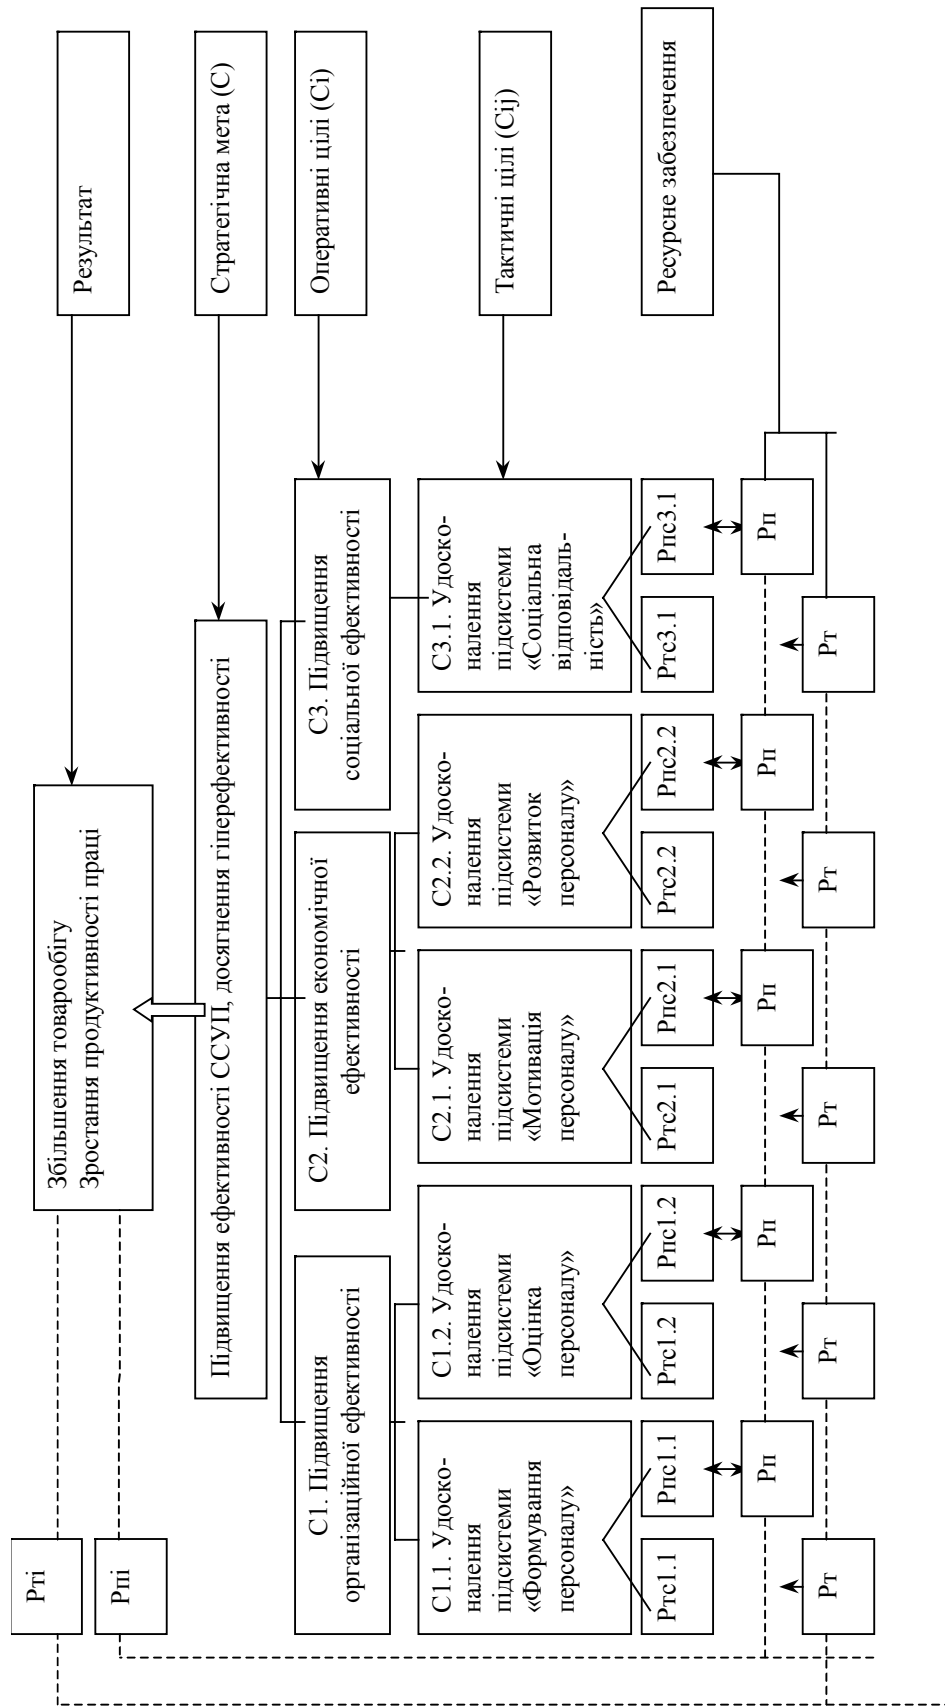 Рті
Рпі
Збільшення товарообігу
Зростання продуктивності праці
Результат
Підвищення ефективості ССУП, досягнення гіперефективності
Стратегічна мета (С)
С1. Підвищення
організаційної ефективності
С2. Підвищення економічної
ефективності
С3. Підвищення
соціальної ефективності
Оперативні цілі (Сі)
С1.1. Удоско-
налення
підсистеми
«Формування
персоналу»
С1.2. Удоско-
налення
підсистеми
«Оцінка
персоналу»
С2.1. Удоско-
налення
підсистеми
«Мотивація
персоналу»
С2.2. Удоско-
налення
підсистеми
«Розвиток
персоналу»
С3.1. Удоско-
налення
підсистеми
«Соціальна
відповідаль-
ність»
Тактичні цілі (Сіj)
Ртс1.1
Рпс1.1
Ртс1.2
Рпс1.2
Ртс2.1
Рпс2.1
Ртс2.2
Рпс2.2
Ртс3.1
Рпс3.1
Ресурсне забезпечення
Рп
Рп
Рп
Рп
Рп
Рт
Рт
Рт
Рт
Рт